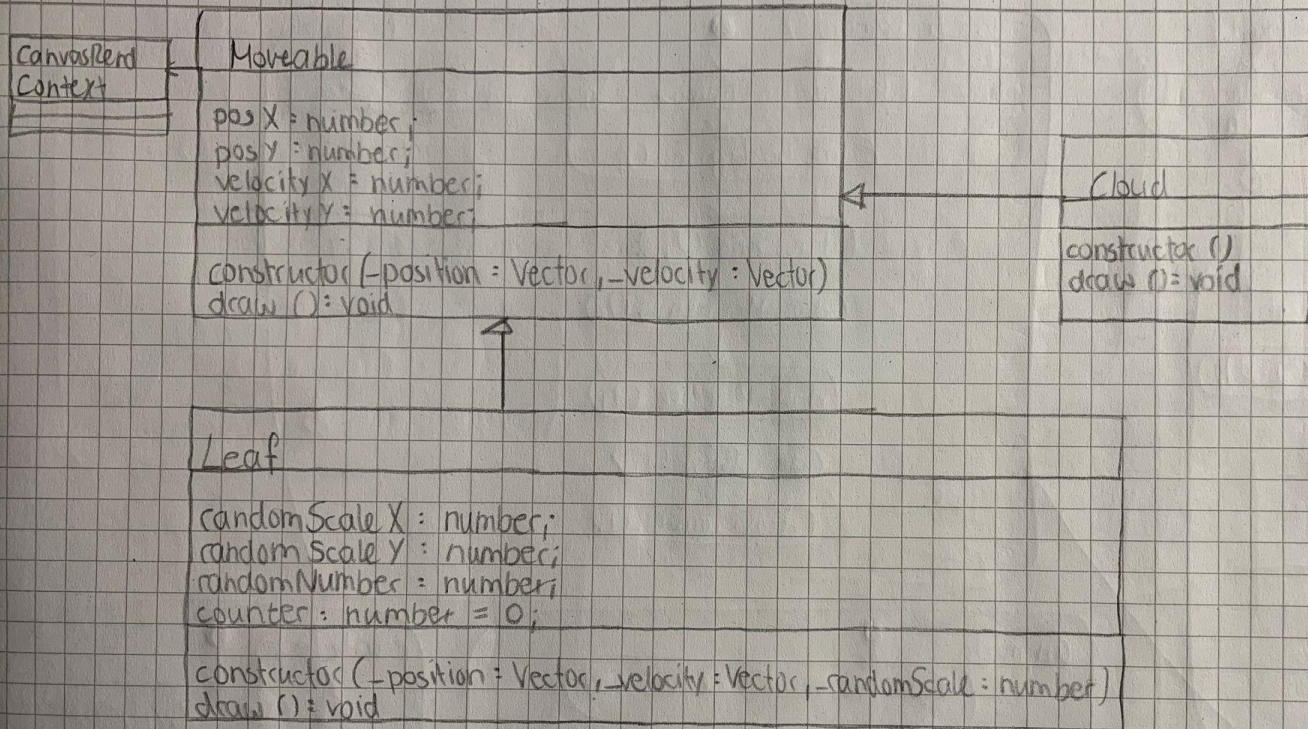 CanvasRend
Context
Moveable
posX : number;
posY : number;
velocityX : number;
velocityY : number;
constructor (_position : Vector, _velocity : Vector)
draw () : void
Cloud
constructor ()
draw () : void
Leaf
randomScaleX : number;
randomScaleY : number;
randomNumber : number;
counter : number = 0;
constructor (_position : Vector, _velocity : Vector, _randomScale : number)
draw () : void